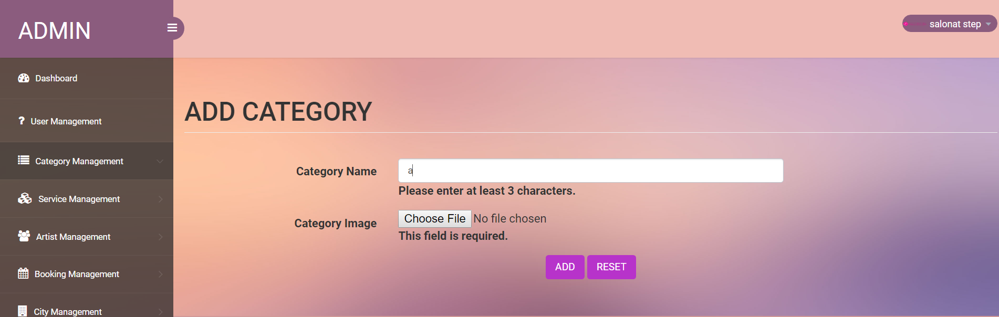 ADMIN
salonat step
Dashboard
? User Management
Category Management
Service Management
Artist Management
Booking Management
City Management
ADD CATEGORY
Category Name
a
Please enter at least 3 characters.
Category Image
Choose File No file chosen
This field is required.
ADD RESET